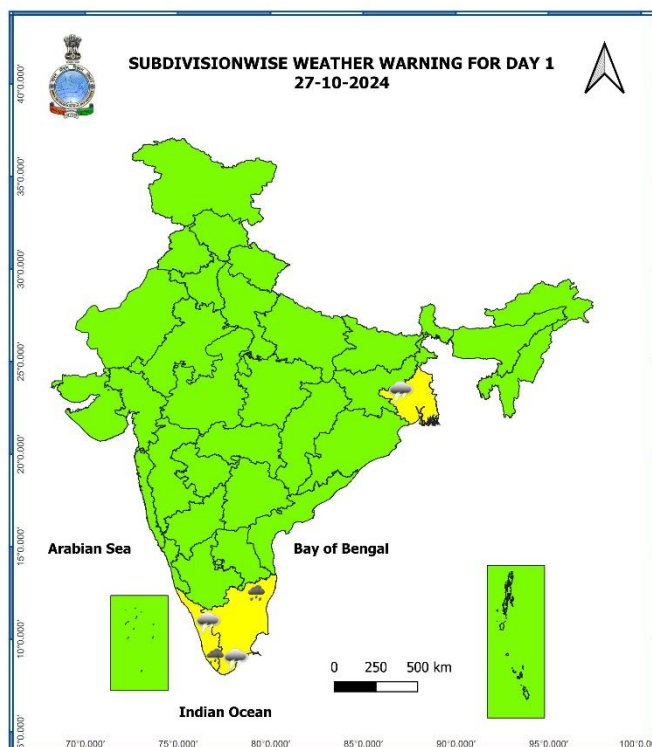 SUBDIVISIONWISE WEATHER WARNING FOR DAY 1
27-10-2024
40°0.000'
35°0.000'
30°0.000'
25°0.000'
20°0.000'
15°0.000'
10°0.000'
5°0.000'
Arabian Sea
Bay of Bengal
0 250 500 km
Indian Ocean
70°0.000' 75°0.000' 80°0.000' 85°0.000' 90°0.000' 95°0.000'